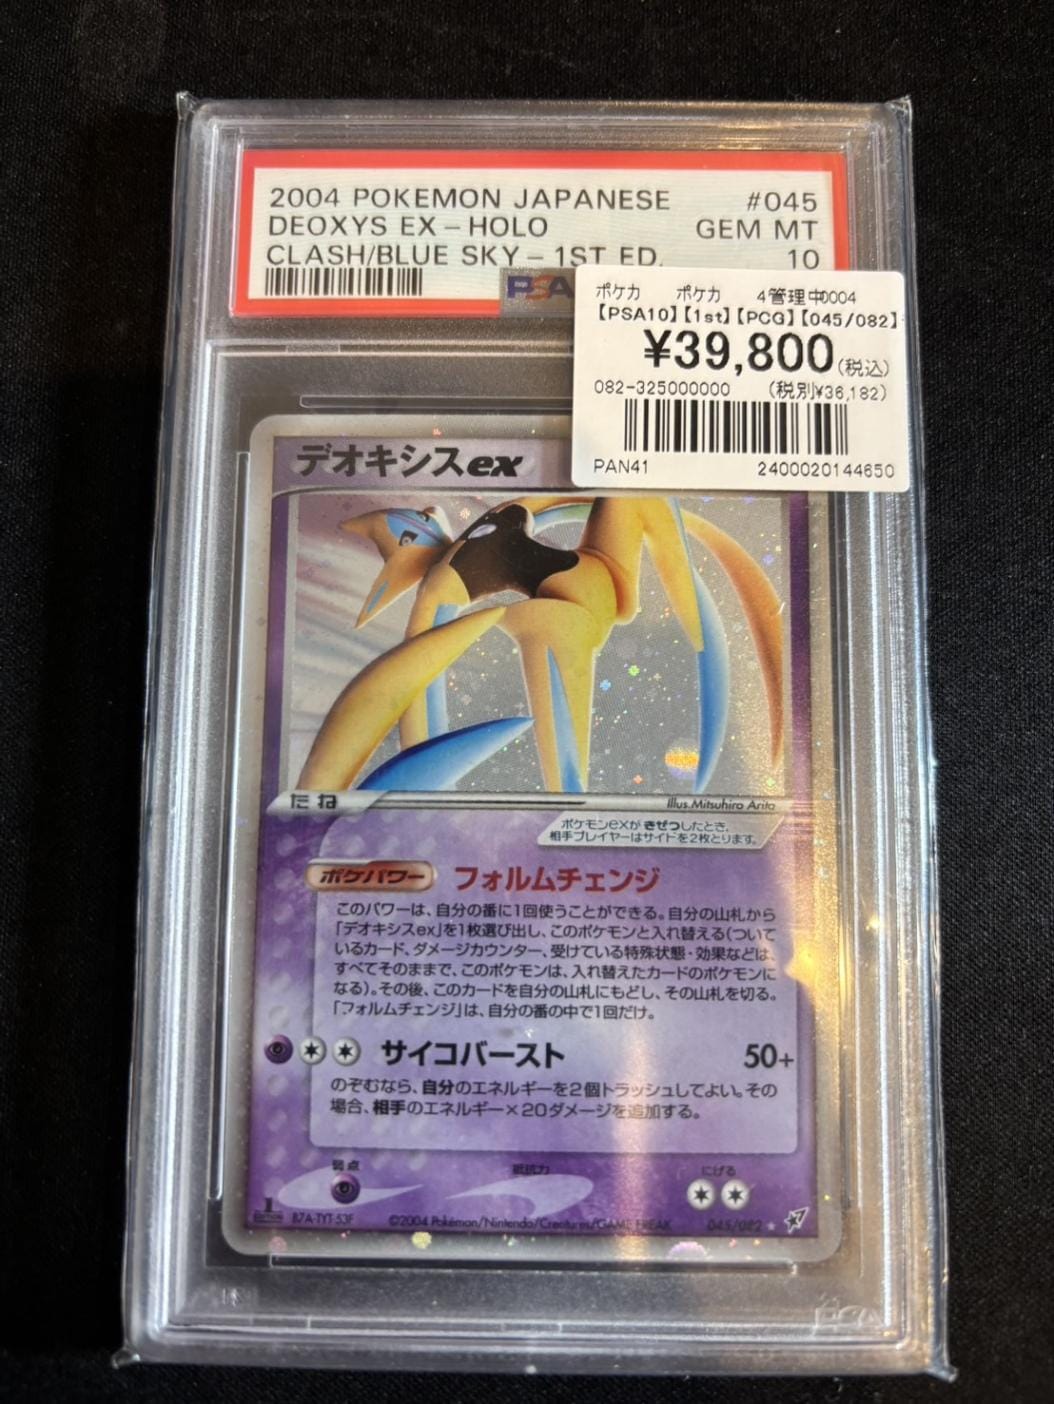 2004 POKEMON JAPANESE #045
DEOXYS EX - HOLO GEM MT
CLASH/BLUE SKY - 1ST ED. 10
PSA
ポケカ ポケカ 4管理中0004
【PSA10】【1st】【PCG】【045/082】
¥39,800(税込)
082-325000000 (税別¥36,182)
PAN41 2400020144650
デオキシスex
たね
Illus.Mitsuhiro Arita
ポケモンexがきぜつしたとき、
相手プレイヤーはサイドを2枚とります。
ポケパワー フォルムチェンジ
このパワーは、自分の番に1回使うことができる。自分の山札から
「デオキシスex」を1枚選び出し、このポケモンと入れ替える(ついて
いるカード、ダメージカウンター、受けている特殊状態・効果などは、
すべてそのままで、このポケモンは、入れ替えたカードのポケモンに
なる)。その後、このカードを自分の山札にもどし、その山札を切る。
「フォルムチェンジ」は、自分の番の中で1回だけ。
サイコバースト 50+
のぞむなら、自分のエネルギーを2個トラッシュしてよい。その
場合、相手のエネルギー×20ダメージを追加する。
弱点 抵抗力 にげる
1 EDITION B7A-TYT-53F ©2004 Pokémon/Nintendo/Creatures/GAME FREAK 045/082 ★